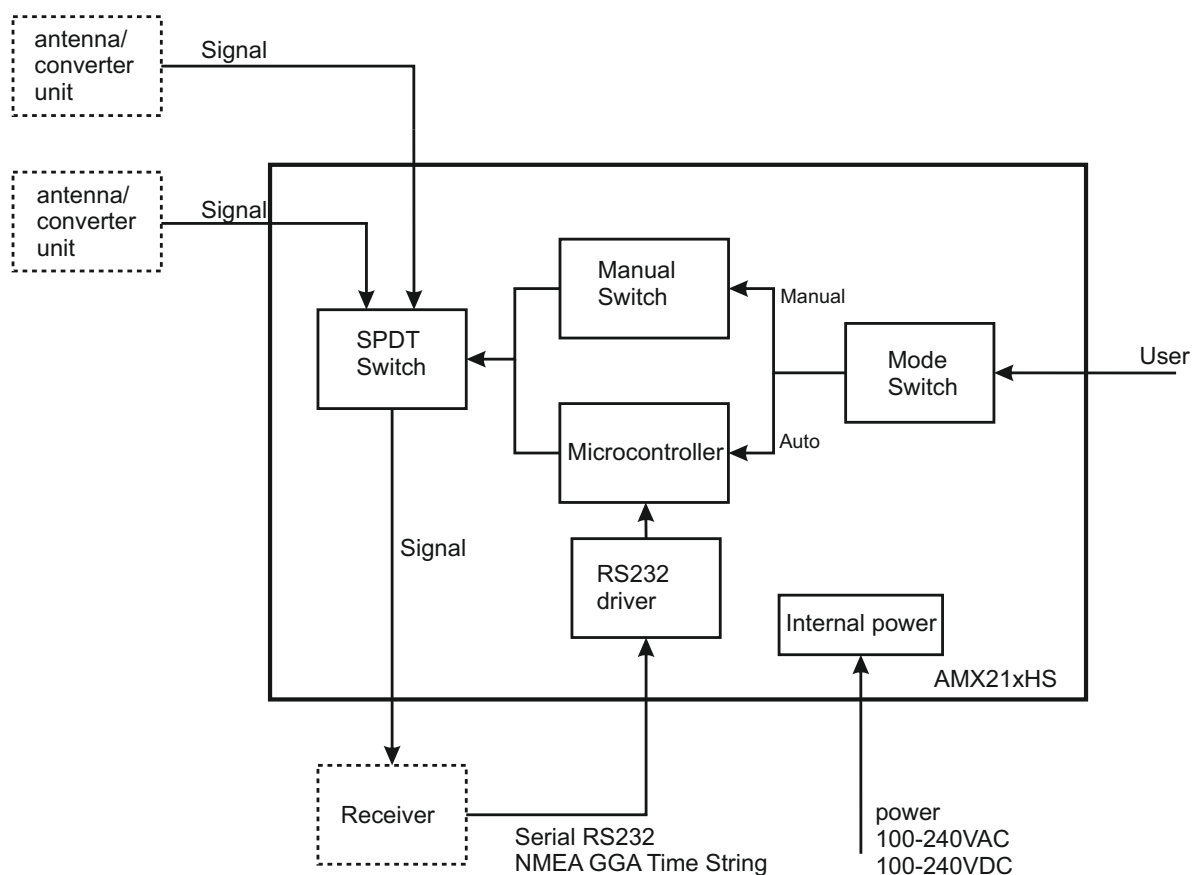 antenna/
converter
unit
Signal
antenna/
converter
unit
Signal
Manual
Switch
Manual
SPDT
Switch
Mode
Switch
User
Microcontroller
Auto
Signal
RS232
driver
Internal power
AMX21xHS
Receiver
Serial RS232
NMEA GGA Time String
power
100-240VAC
100-240VDC